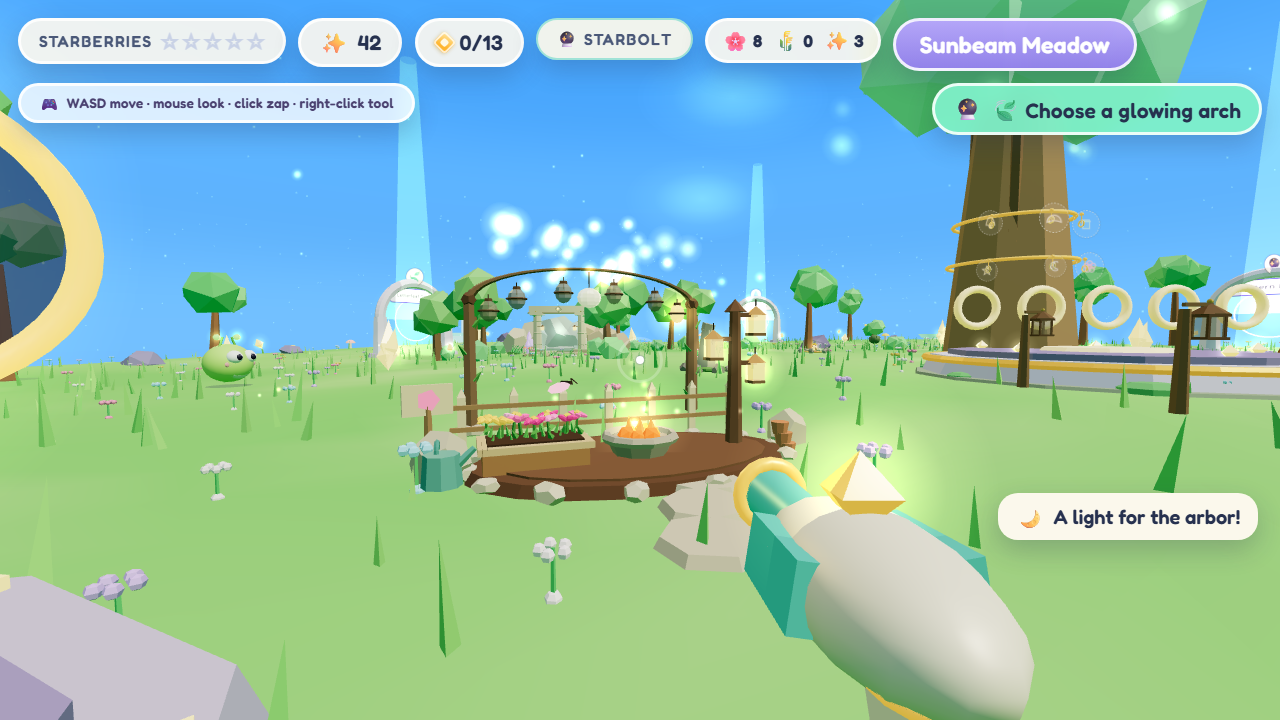 STARBERRIES
42
0/13
STARBOLT
8 0 3
Sunbeam Meadow
WASD move · mouse look · click zap · right-click tool
Choose a glowing arch
A light for the arbor!